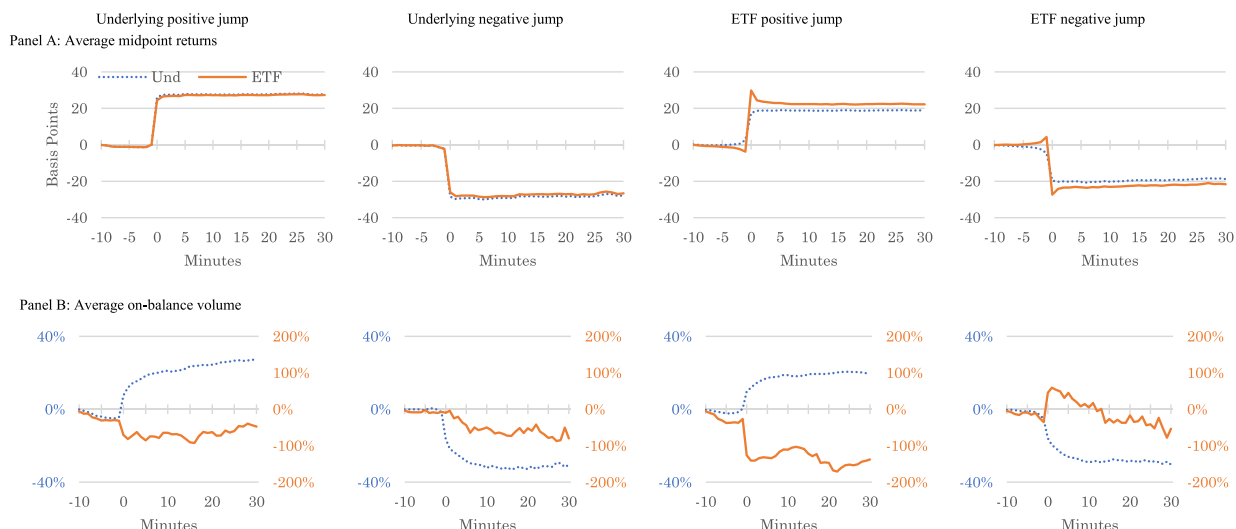 Underlying positive jump
Underlying negative jump
ETF positive jump
ETF negative jump
Panel A: Average midpoint returns
Und ETF
Basis Points
40
20
0
-20
-40
-10 -5 0 5 10 15 20 25 30
Minutes
40
20
0
-20
-40
-10 -5 0 5 10 15 20 25 30
Minutes
40
20
0
-20
-40
-10 -5 0 5 10 15 20 25 30
Minutes
40
20
0
-20
-40
-10 -5 0 5 10 15 20 25 30
Minutes
Panel B: Average on-balance volume
40%
0%
-40%
200%
100%
0%
-100%
-200%
-10 0 10 20 30
Minutes
40%
0%
-40%
200%
100%
0%
-100%
-200%
-10 0 10 20 30
Minutes
40%
0%
-40%
200%
100%
0%
-100%
-200%
-10 0 10 20 30
Minutes
40%
0%
-40%
200%
100%
0%
-100%
-200%
-10 0 10 20 30
Minutes